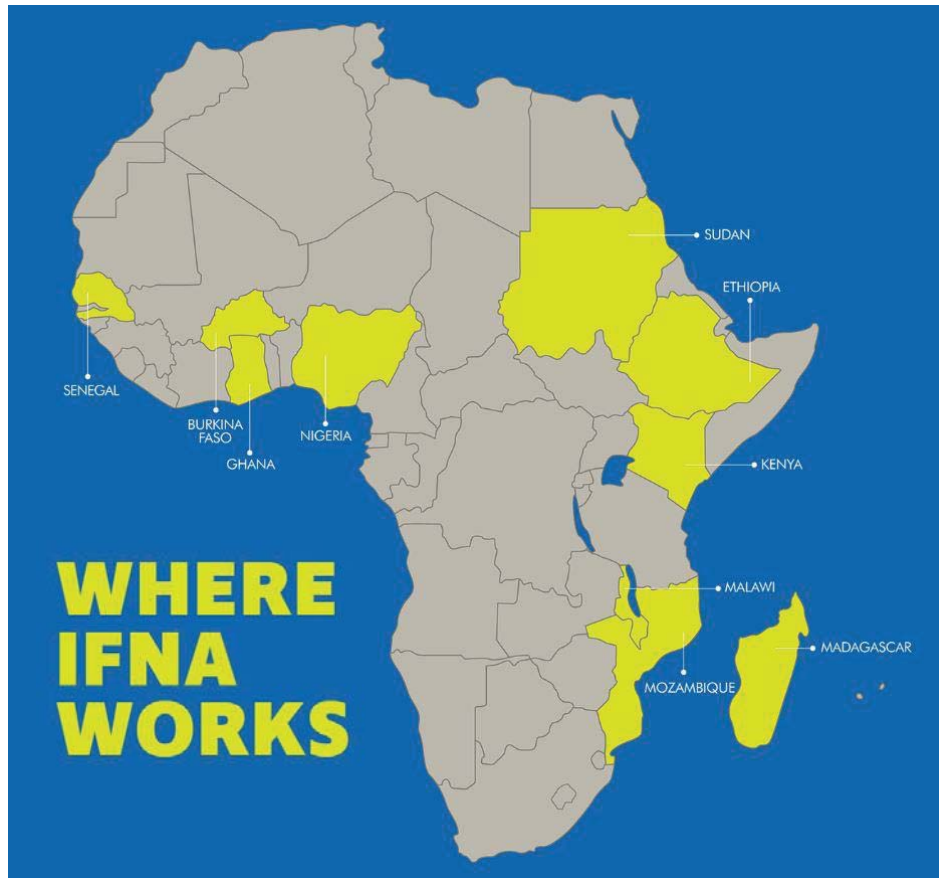 SUDAN
ETHIOPIA
SENEGAL
BURKINA
FASO
NIGERIA
GHANA
KENYA
WHERE
IFNA
WORKS
MALAWI
MADAGASCAR
MOZAMBIQUE